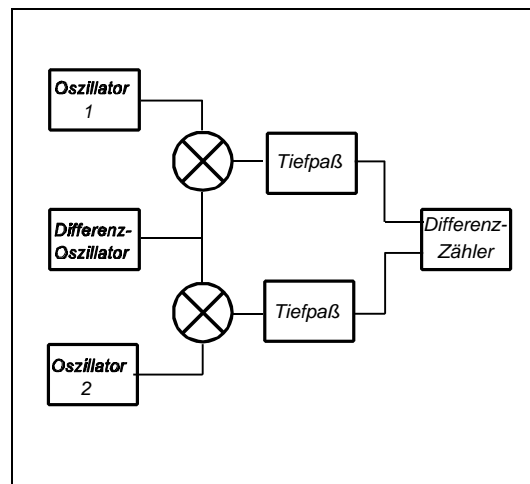 Oszillator
1
Tiefpaß
Differenz-
Oszillator
Differenz-
Zähler
Tiefpaß
Oszillator
2